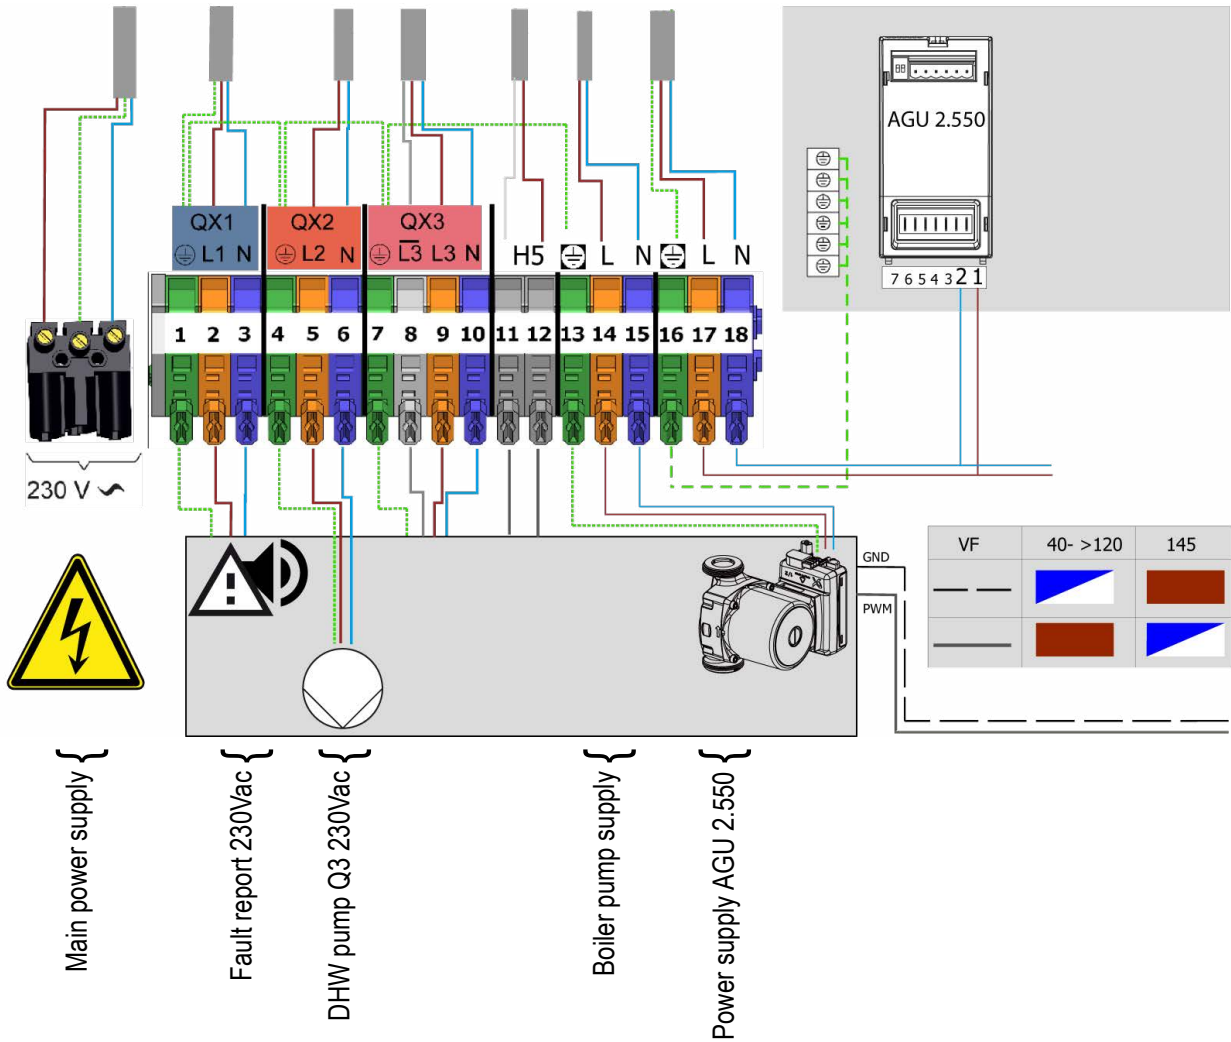 AGU 2.550
QX1
QX2
QX3
L1 N
L2 N
L3 L3 N
H5
L N
L N
7 6 5 4 3 2 1
1 2 3 4 5 6 7 8 9 10 11 12 13 14 15 16 17 18
230 V
GND
PWM
VF 40- >120 145
Main power supply
Fault report 230Vac
DHW pump Q3 230Vac
Boiler pump supply
Power supply AGU 2.550